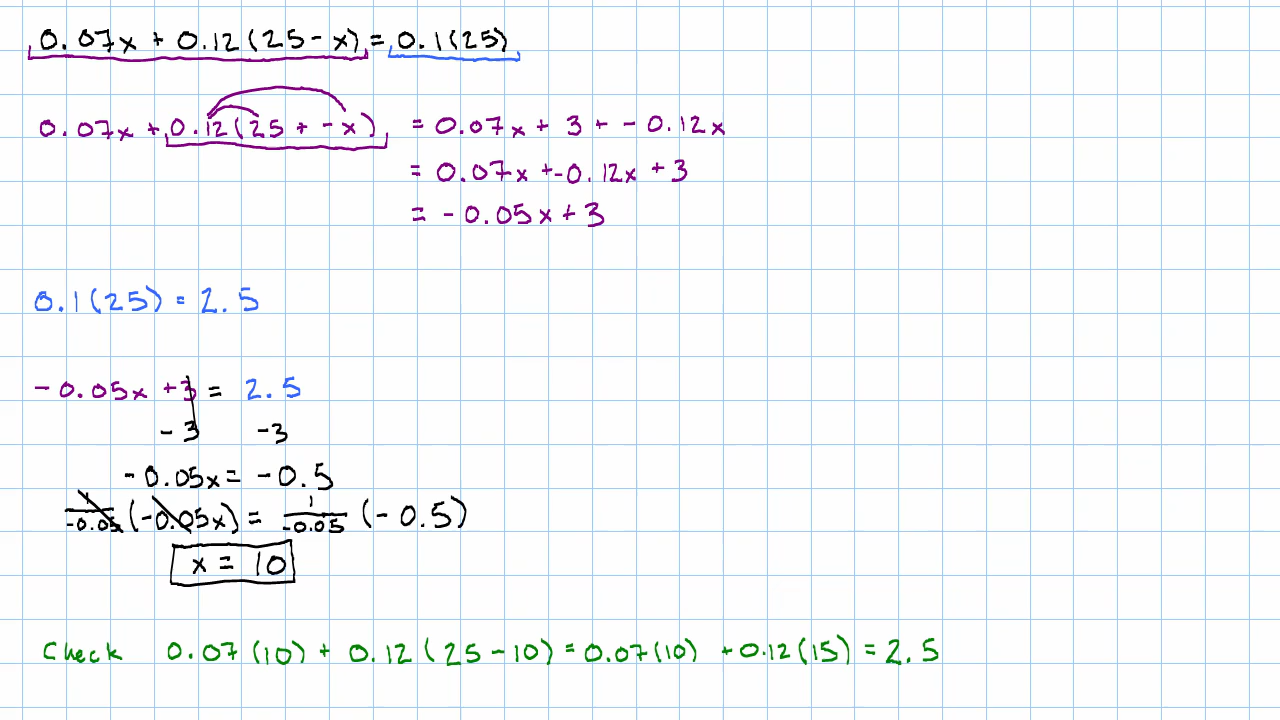 0.07x + 0.12(25 - x) = 0.1(25)
0.07x + 0.12(25 + -x) = 0.07x + 3 + -0.12x
= 0.07x + -0.12x + 3
= -0.05x + 3
0.1(25) = 2.5
-0.05x + 3 = 2.5
-3 -3
-0.05x = -0.5
1/-0.05 (-0.05x) = 1/-0.05 (-0.5)
x = 10
Check 0.07(10) + 0.12(25 - 10) = 0.07(10) + 0.12(15) = 2.5